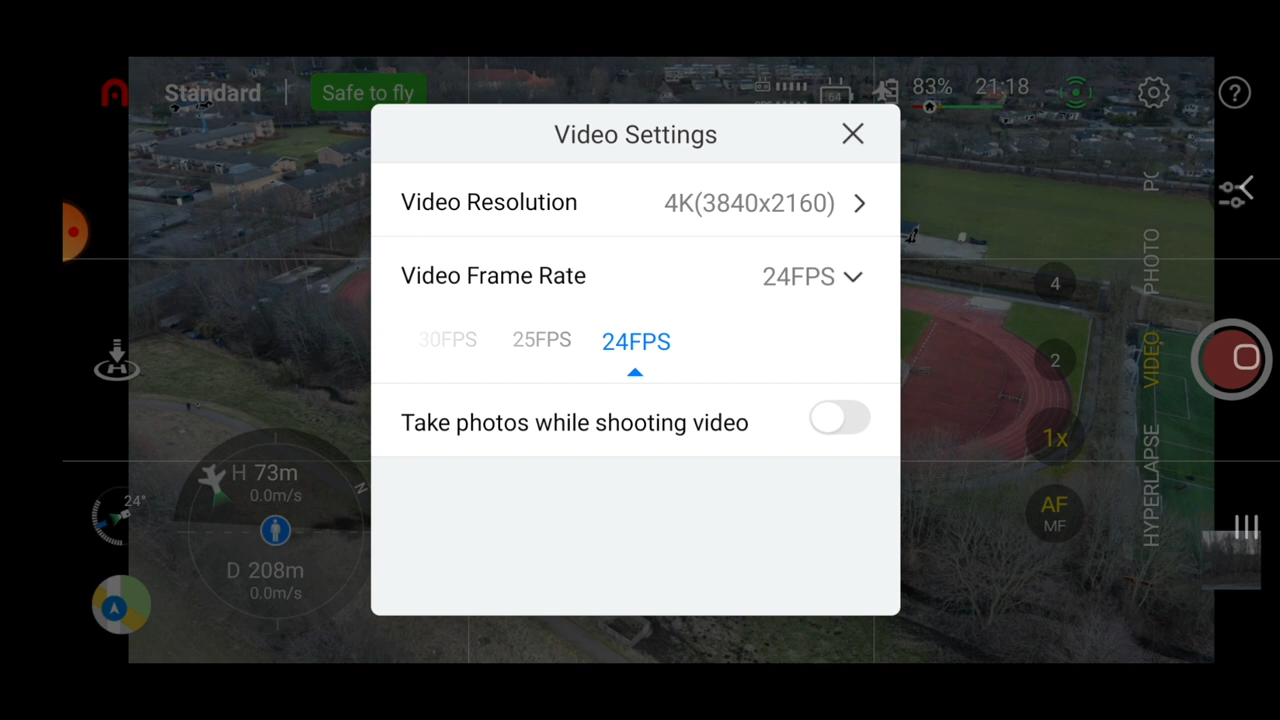 Standard
Safe to fly
64
83%
21:18
?
Video Settings
Video Resolution
4K(3840x2160)
Video Frame Rate
24FPS
30FPS
25FPS
24FPS
Take photos while shooting video
H 73m
0.0m/s
N
D 208m
0.0m/s
24°
4
2
1x
AF
MF
PHOTO
VIDEO
HYPERLAPSE